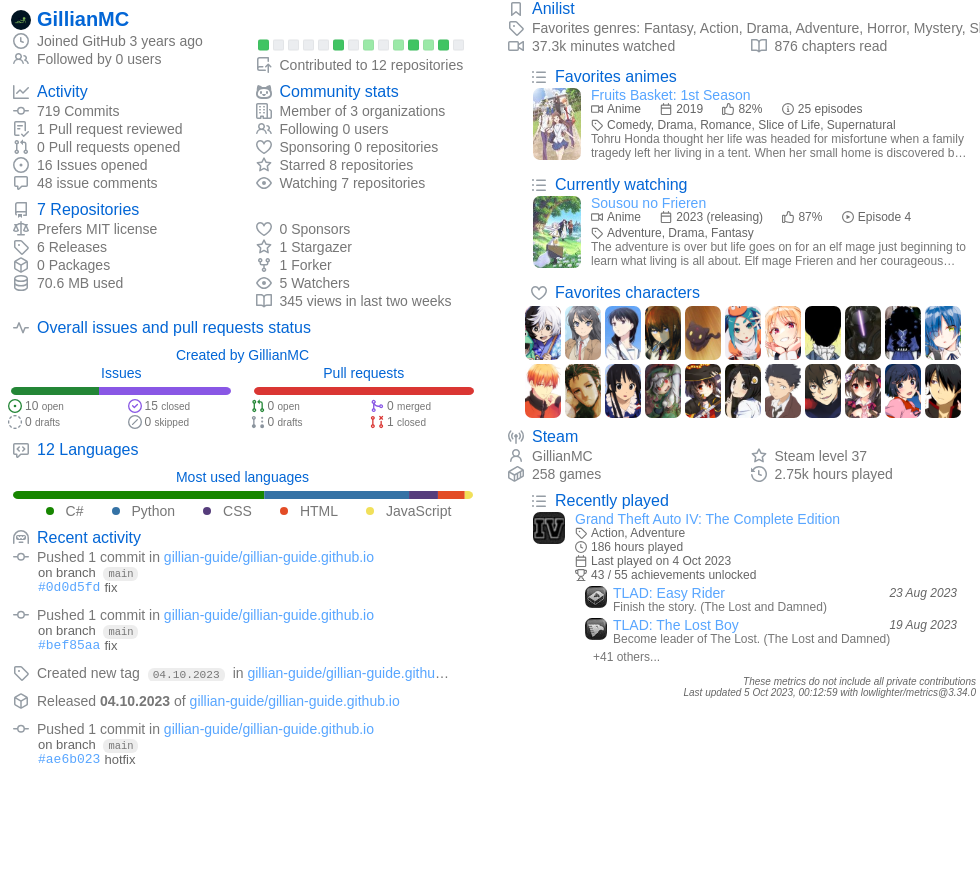 GillianMC
Joined GitHub 3 years ago
Followed by 0 users
Contributed to 12 repositories
Activity
719 Commits
1 Pull request reviewed
0 Pull requests opened
16 Issues opened
48 issue comments
Community stats
Member of 3 organizations
Following 0 users
Sponsoring 0 repositories
Starred 8 repositories
Watching 7 repositories
7 Repositories
Prefers MIT license
6 Releases
0 Packages
70.6 MB used
0 Sponsors
1 Stargazer
1 Forker
5 Watchers
345 views in last two weeks
Overall issues and pull requests status
Created by GillianMC
Issues
10 open
15 closed
0 drafts
0 skipped
Pull requests
0 open
0 merged
0 drafts
1 closed
12 Languages
Most used languages
C# Python CSS HTML JavaScript
Recent activity
Pushed 1 commit in gillian-guide/gillian-guide.github.io
on branch main
#0d0d5fd fix
Pushed 1 commit in gillian-guide/gillian-guide.github.io
on branch main
#bef85aa fix
Created new tag 04.10.2023 in gillian-guide/gillian-guide.githu…
Released 04.10.2023 of gillian-guide/gillian-guide.github.io
Pushed 1 commit in gillian-guide/gillian-guide.github.io
on branch main
#ae6b023 hotfix
Anilist
Favorites genres: Fantasy, Action, Drama, Adventure, Horror, Mystery, Sl
37.3k minutes watched
876 chapters read
Favorites animes
Fruits Basket: 1st Season
Anime 2019 82% 25 episodes
Comedy, Drama, Romance, Slice of Life, Supernatural
Tohru Honda thought her life was headed for misfortune when a family
tragedy left her living in a tent. When her small home is discovered b…
Currently watching
Sousou no Frieren
Anime 2023 (releasing) 87% Episode 4
Adventure, Drama, Fantasy
The adventure is over but life goes on for an elf mage just beginning to
learn what living is all about. Elf mage Frieren and her courageous…
Favorites characters
Steam
GillianMC
Steam level 37
258 games
2.75k hours played
Recently played
Grand Theft Auto IV: The Complete Edition
IV
Action, Adventure
186 hours played
Last played on 4 Oct 2023
43 / 55 achievements unlocked
TLAD: Easy Rider 23 Aug 2023
Finish the story. (The Lost and Damned)
TLAD: The Lost Boy 19 Aug 2023
Become leader of The Lost. (The Lost and Damned)
+41 others...
These metrics do not include all private contributions
Last updated 5 Oct 2023, 00:12:59 with lowlighter/metrics@3.34.0